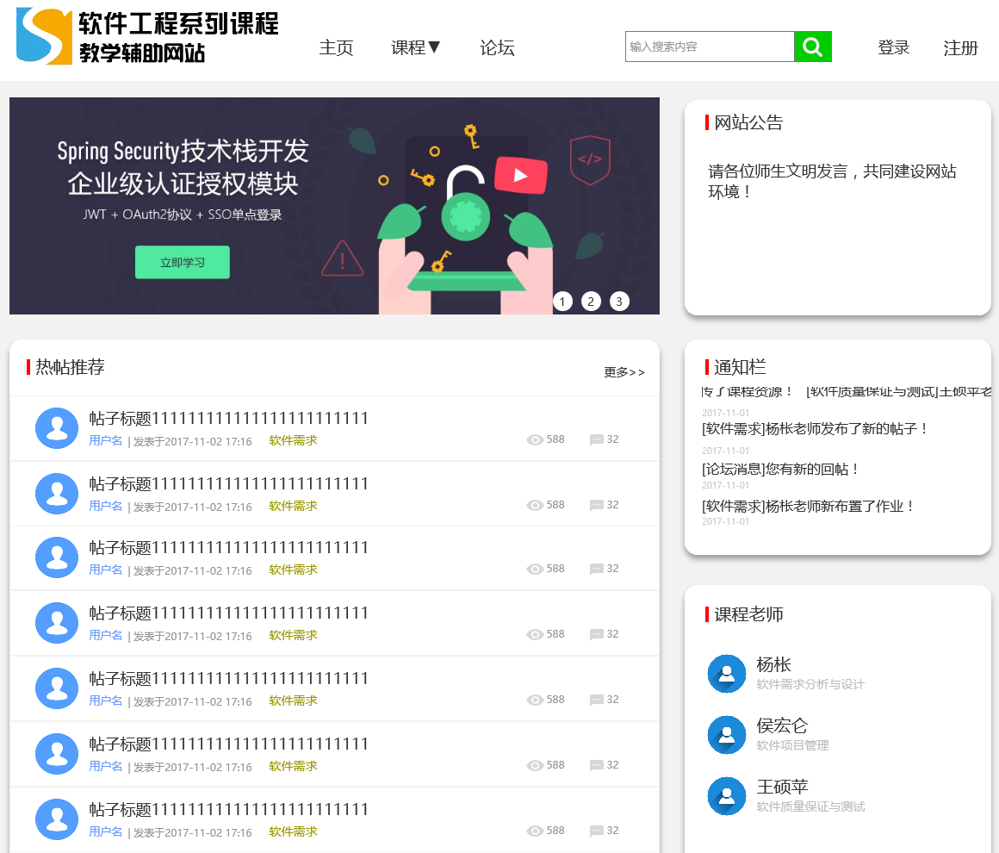 软件工程系列课程
教学辅助网站
主页
课程▼
论坛
输入搜索内容
登录
注册
Spring Security技术栈开发
企业级认证授权模块
JWT + OAuth2协议 + SSO单点登录
立即学习
</>
!
1
2
3
网站公告
请各位师生文明发言，共同建设网站
环境！
热帖推荐
更多>>
帖子标题111111111111111111111111
用户名 | 发表于2017-11-02 17:16 软件需求 588 32
帖子标题111111111111111111111111
用户名 | 发表于2017-11-02 17:16 软件需求 588 32
帖子标题111111111111111111111111
用户名 | 发表于2017-11-02 17:16 软件需求 588 32
帖子标题111111111111111111111111
用户名 | 发表于2017-11-02 17:16 软件需求 588 32
帖子标题111111111111111111111111
用户名 | 发表于2017-11-02 17:16 软件需求 588 32
帖子标题111111111111111111111111
用户名 | 发表于2017-11-02 17:16 软件需求 588 32
帖子标题111111111111111111111111
用户名 | 发表于2017-11-02 17:16 软件需求 588 32
通知栏
传了课程资源！ [软件质量保证与测试]王硕苹老
2017-11-01
[软件需求]杨枨老师发布了新的帖子！
2017-11-01
[论坛消息]您有新的回帖！
2017-11-01
[软件需求]杨枨老师新布置了作业！
2017-11-01
课程老师
杨枨
软件需求分析与设计
侯宏仑
软件项目管理
王硕苹
软件质量保证与测试